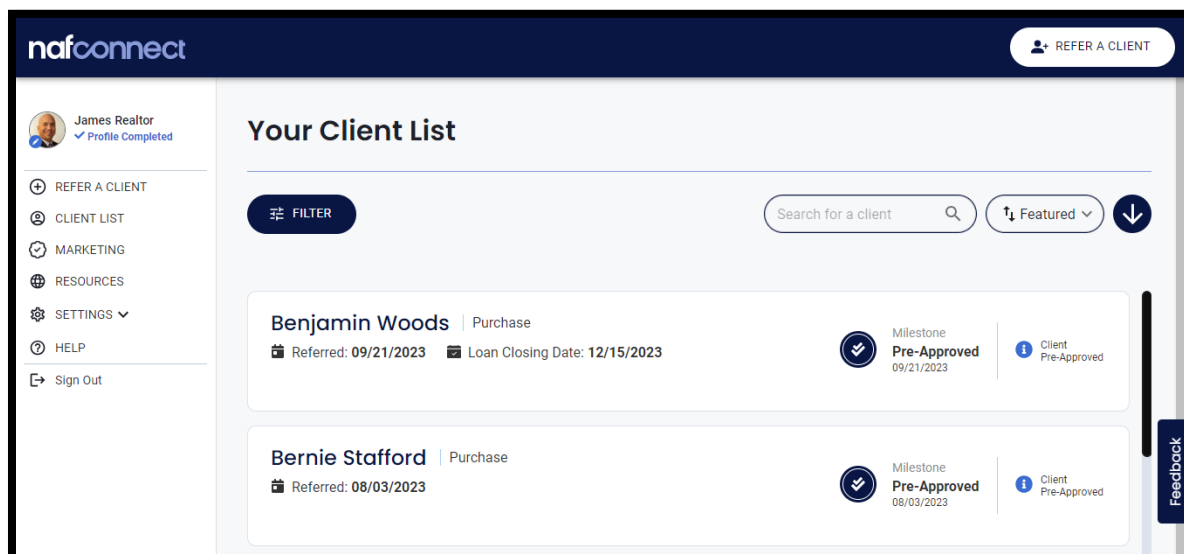 nafconnect
REFER A CLIENT
James Realtor
Profile Completed
REFER A CLIENT
CLIENT LIST
MARKETING
RESOURCES
SETTINGS
HELP
Sign Out
Your Client List
FILTER
Search for a client
Featured
Benjamin Woods Purchase
Referred: 09/21/2023 Loan Closing Date: 12/15/2023
Milestone
Pre-Approved
09/21/2023
Client
Pre-Approved
Bernie Stafford Purchase
Referred: 08/03/2023
Milestone
Pre-Approved
08/03/2023
Client
Pre-Approved
Feedback